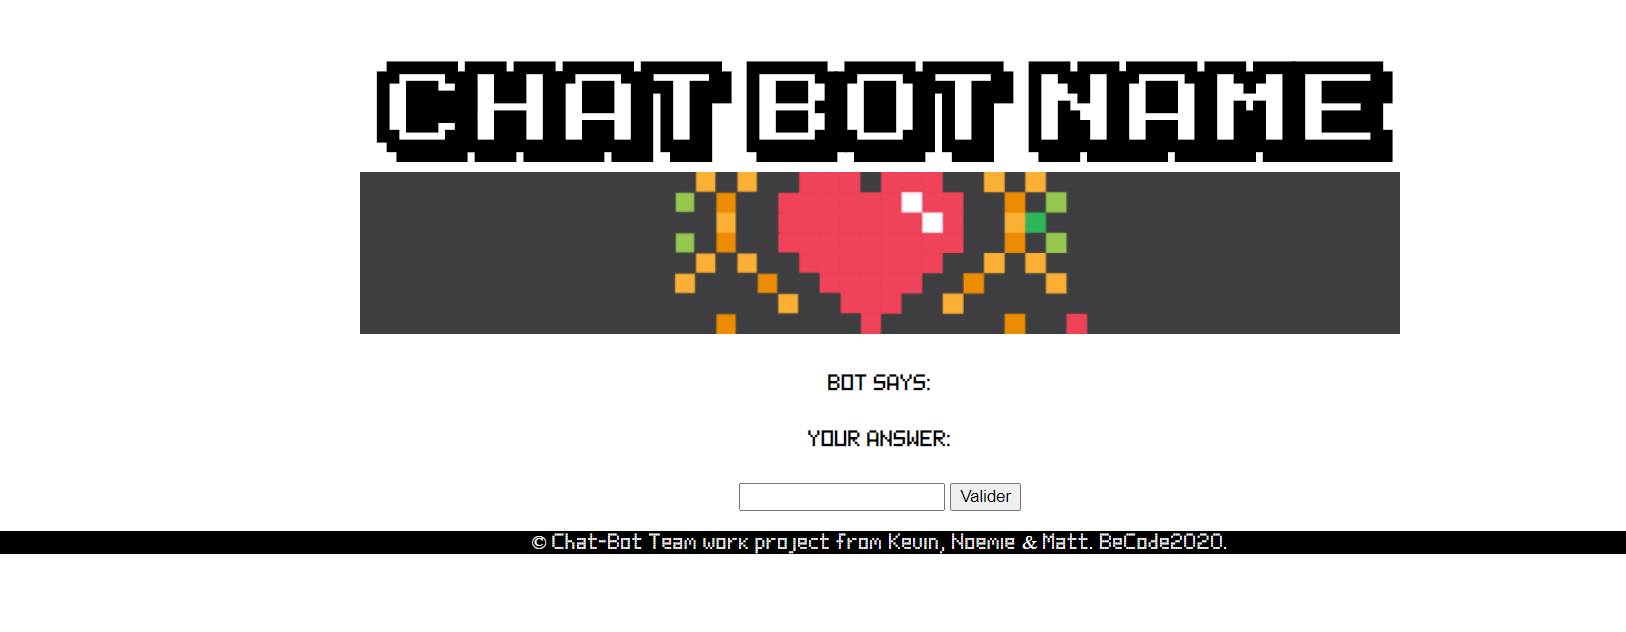 CHAT BOT NAME
BOT SAYS:
YOUR ANSWER:
Valider
© Chat-Bot Team work project from Kevin, Noemie & Matt. BeCode2020.